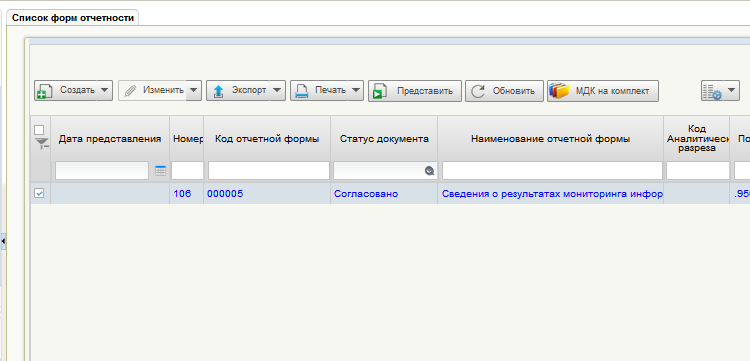 Список форм отчетности
Создать Изменить Экспорт Печать Представить Обновить МДК на комплект
Дата представления Номер Код отчетной формы Статус документа Наименование отчетной формы Код Аналитическ разреза По
106 000005 Согласовано Сведения о результатах мониторинга инфор .950